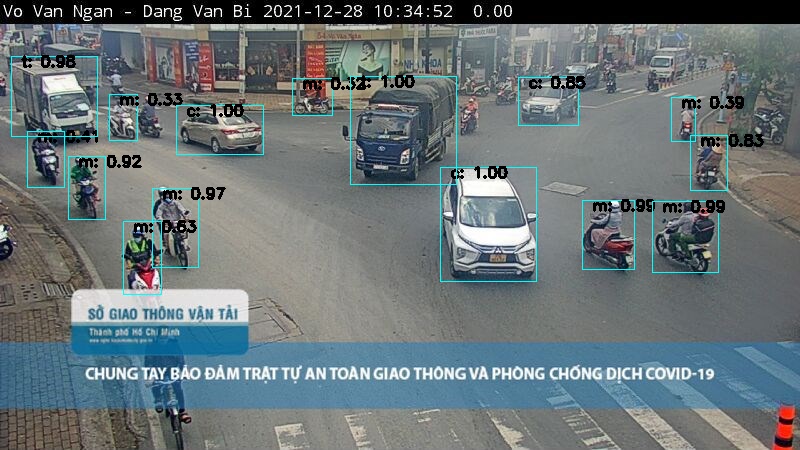 Vo Van Ngan - Dang Van Bi 2021-12-28 10:34:52 0.00
t: 0.98
m: 0.33
c: 1.00
m: 0.52
t: 1.00
c: 0.85
m: 0.39
m: 0.83
m: 0.41
m: 0.92
m: 0.97
m: 0.63
c: 1.00
m: 0.99
m: 0.99
SỞ GIAO THÔNG VẬN TẢI
Thành phố Hồ Chí Minh
CHUNG TAY BẢO ĐẢM TRẬT TỰ AN TOÀN GIAO THÔNG VÀ PHÒNG CHỐNG DỊCH COVID-19